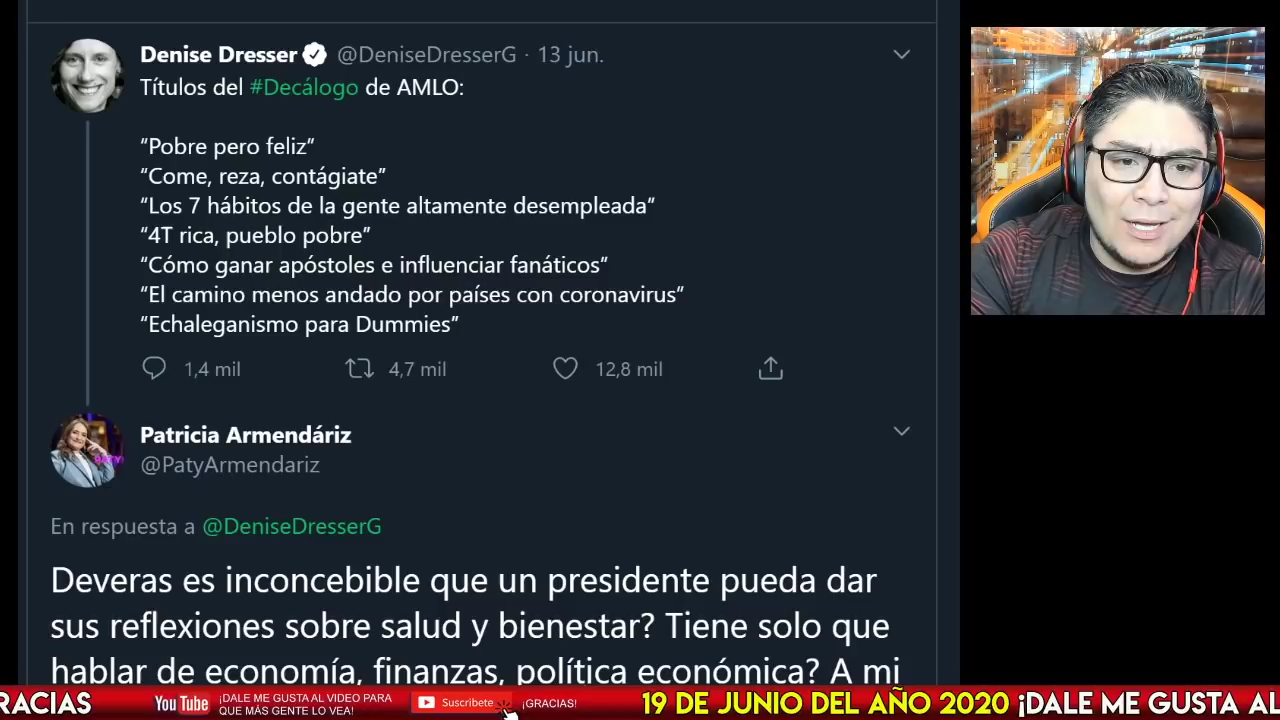 Denise Dresser @DeniseDresserG · 13 jun.
Títulos del #Decálogo de AMLO:
“Pobre pero feliz”
“Come, reza, contágiate”
“Los 7 hábitos de la gente altamente desempleada”
“4T rica, pueblo pobre”
“Cómo ganar apóstoles e influenciar fanáticos”
“El camino menos andado por países con coronavirus”
“Echaleganismo para Dummies”
1,4 mil 4,7 mil 12,8 mil
Patricia Armendáriz
@PatyArmendariz
En respuesta a @DeniseDresserG
Deveras es inconcebible que un presidente pueda dar
sus reflexiones sobre salud y bienestar? Tiene solo que
hablar de economía, finanzas, política económica? A mi
RACIAS YouTube ¡DALE ME GUSTA AL VIDEO PARA
QUE MÁS GENTE LO VEA! Suscribete ¡GRACIAS! 19 DE JUNIO DEL AÑO 2020 ¡DALE ME GUSTA AL